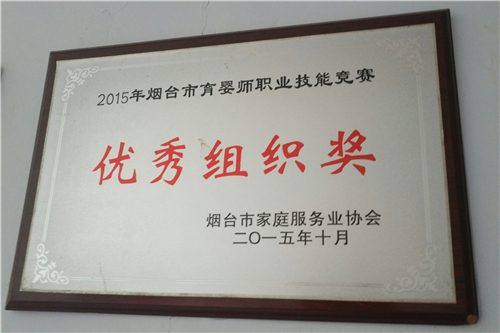 2015年烟台市育婴师职业技能竞赛
优秀组织奖
烟台市家庭服务业协会
二〇一五年十月